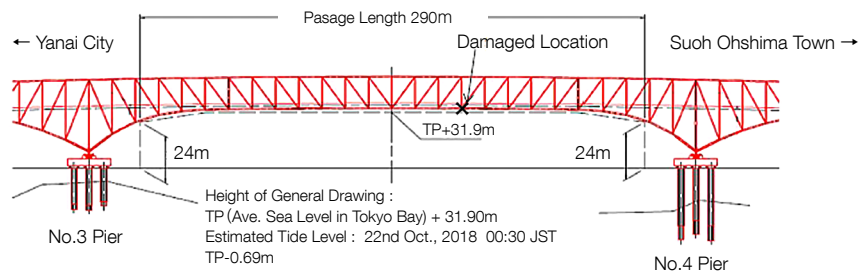 Pasage Length 290m
← Yanai City
Damaged Location
Suoh Ohshima Town →
TP+31.9m
24m
24m
Height of General Drawing :
TP (Ave. Sea Level in Tokyo Bay) + 31.90m
Estimated Tide Level : 22nd Oct., 2018 00:30 JST
TP-0.69m
No.3 Pier
No.4 Pier